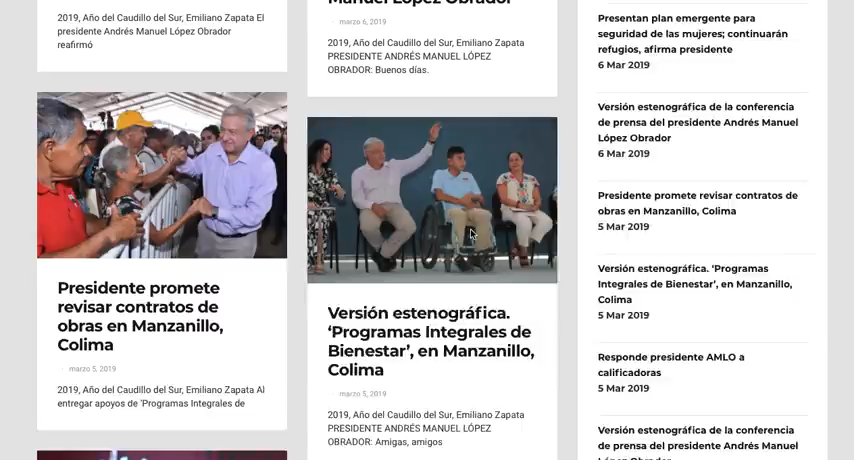 2019, Año del Caudillo del Sur, Emiliano Zapata El
presidente Andrés Manuel López Obrador
reafirmó
Presidente promete
revisar contratos de
obras en Manzanillo,
Colima
marzo 5, 2019
2019, Año del Caudillo del Sur, Emiliano Zapata Al
entregar apoyos de ‘Programas Integrales de
Manuel López Obrador
marzo 6, 2019
2019, Año del Caudillo del Sur, Emiliano Zapata
PRESIDENTE ANDRÉS MANUEL LÓPEZ
OBRADOR: Buenos días.
Versión estenográfica.
‘Programas Integrales de
Bienestar’, en Manzanillo,
Colima
marzo 5, 2019
2019, Año del Caudillo del Sur, Emiliano Zapata
PRESIDENTE ANDRÉS MANUEL LÓPEZ
OBRADOR: Amigas, amigos
Presentan plan emergente para
seguridad de las mujeres; continuarán
refugios, afirma presidente
6 Mar 2019
Versión estenográfica de la conferencia
de prensa del presidente Andrés Manuel
López Obrador
6 Mar 2019
Presidente promete revisar contratos de
obras en Manzanillo, Colima
5 Mar 2019
Versión estenográfica. ‘Programas
Integrales de Bienestar’, en Manzanillo,
Colima
5 Mar 2019
Responde presidente AMLO a
calificadoras
5 Mar 2019
Versión estenográfica de la conferencia
de prensa del presidente Andrés Manuel
López Obrador